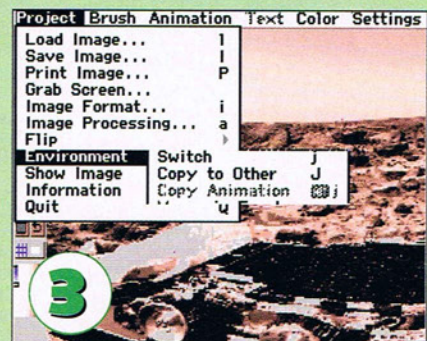 Project Brush Animation Text Color Settings
Load Image... l
Save Image... l
Print Image... P
Grab Screen...
Image Format... i
Image Processing... a
Flip
Environment Switch j
Show Image Copy to Other J
Information Copy Animation j
Quit q
3